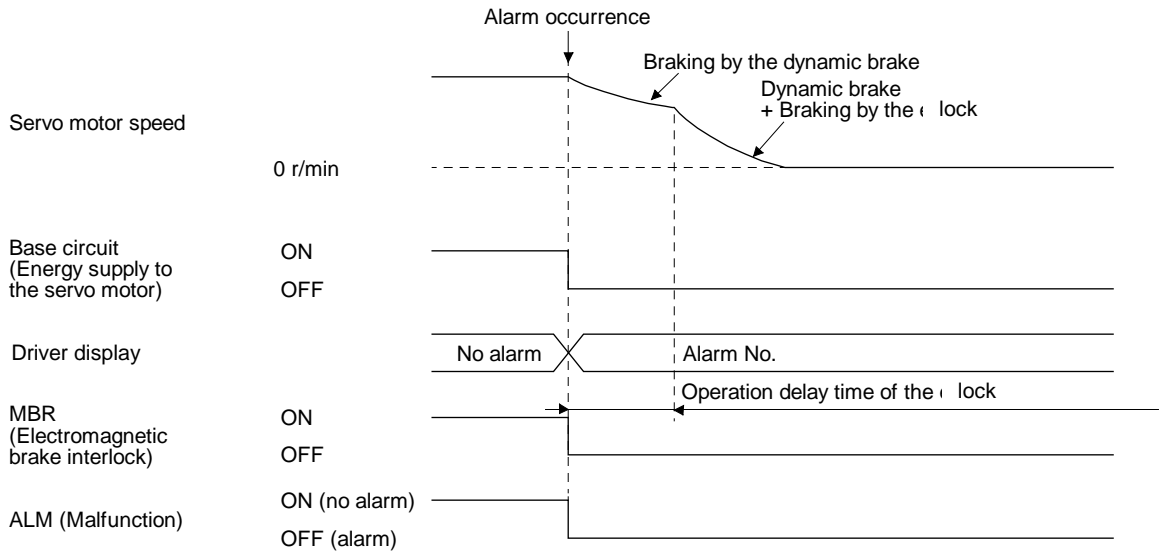 Alarm occurrence
Braking by the dynamic brake
Dynamic brake
+ Braking by the lock
Servo motor speed
0 r/min
Base circuit
(Energy supply to
the servo motor)
ON
OFF
Driver display
No alarm
Alarm No.
Operation delay time of the lock
MBR
(Electromagnetic
brake interlock)
ON
OFF
ALM (Malfunction)
ON (no alarm)
OFF (alarm)